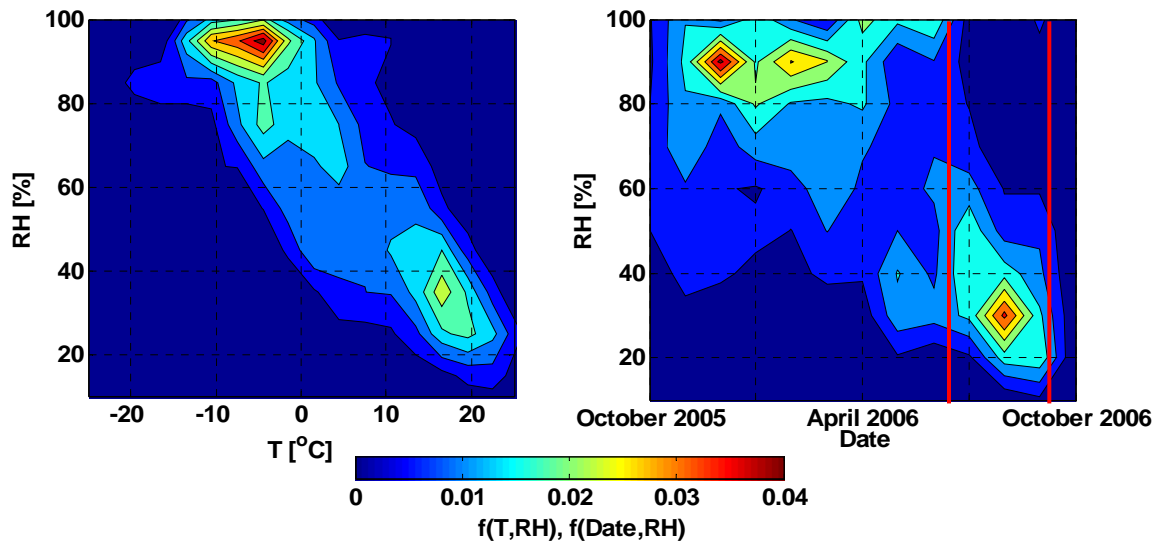 100
80
60
40
20
RH [%]
-20 -10 0 10 20
T [°C]
100
80
60
40
20
RH [%]
October 2005 April 2006 October 2006
Date
0 0.01 0.02 0.03 0.04
f(T,RH), f(Date,RH)